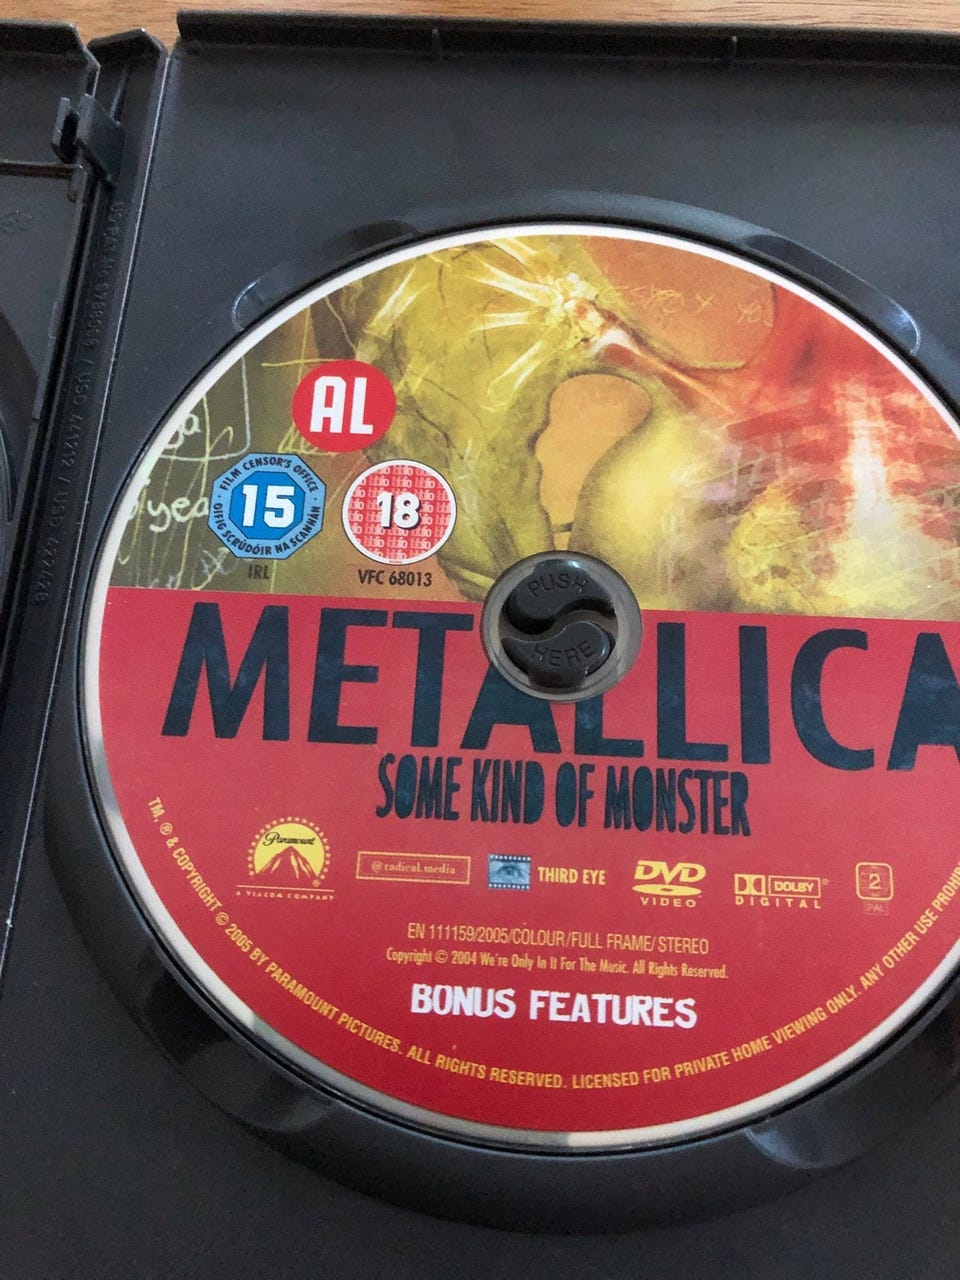 AL
FILM CENSOR'S OFFICE
15
OIFIG SCRÚDÓIR NA SCANNÁN
IRL
18
VFC 68013
year
PUSH
HERE
METALLICA
SOME KIND OF MONSTER
Paramount
A VIACOM COMPANY
@radical.media
THIRD EYE
DVD
VIDEO
DOLBY
DIGITAL
2
PAL
EN 111159/2005/COLOUR/FULL FRAME/STEREO
Copyright © 2004 We're Only In It For The Music. All Rights Reserved.
BONUS FEATURES
TM, ® & COPYRIGHT © 2005 BY PARAMOUNT PICTURES. ALL RIGHTS RESERVED. LICENSED FOR PRIVATE HOME VIEWING ONLY. ANY OTHER USE PROHI